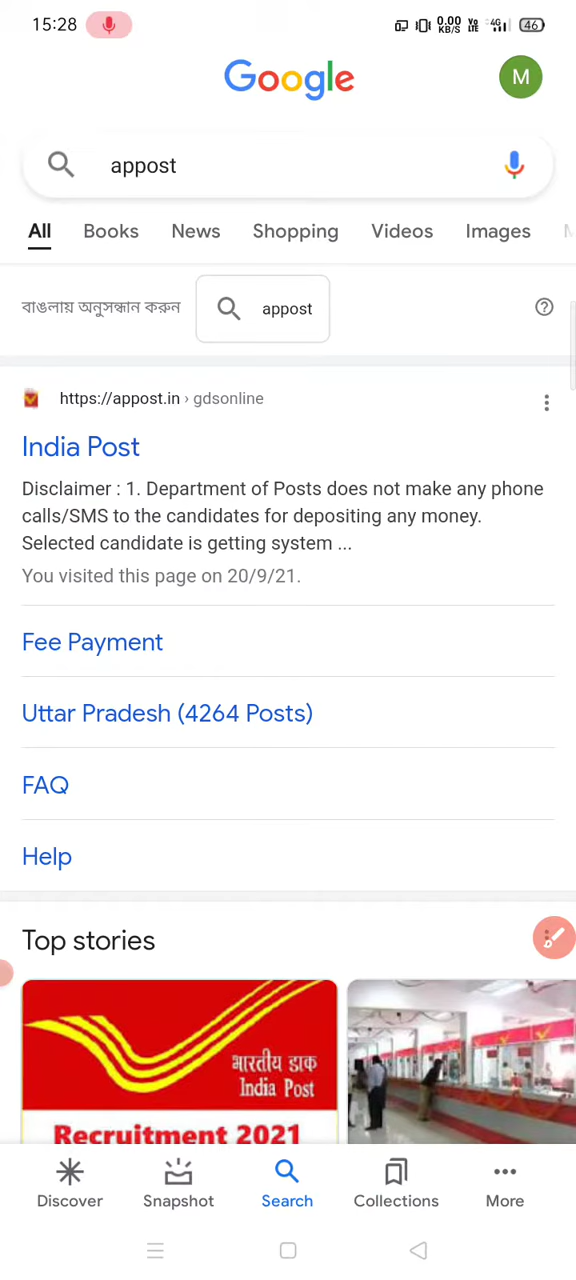 15:28
0.00 KB/S
Vo LTE
4G
46
Google
M
appost
All Books News Shopping Videos Images
বাঙলায় অনুসন্ধান করুন appost
https://appost.in › gdsonline
India Post
Disclaimer : 1. Department of Posts does not make any phone
calls/SMS to the candidates for depositing any money.
Selected candidate is getting system ...
You visited this page on 20/9/21.
Fee Payment
Uttar Pradesh (4264 Posts)
FAQ
Help
Top stories
भारतीय डाक
India Post
Recruitment 2021
Discover Snapshot Search Collections More